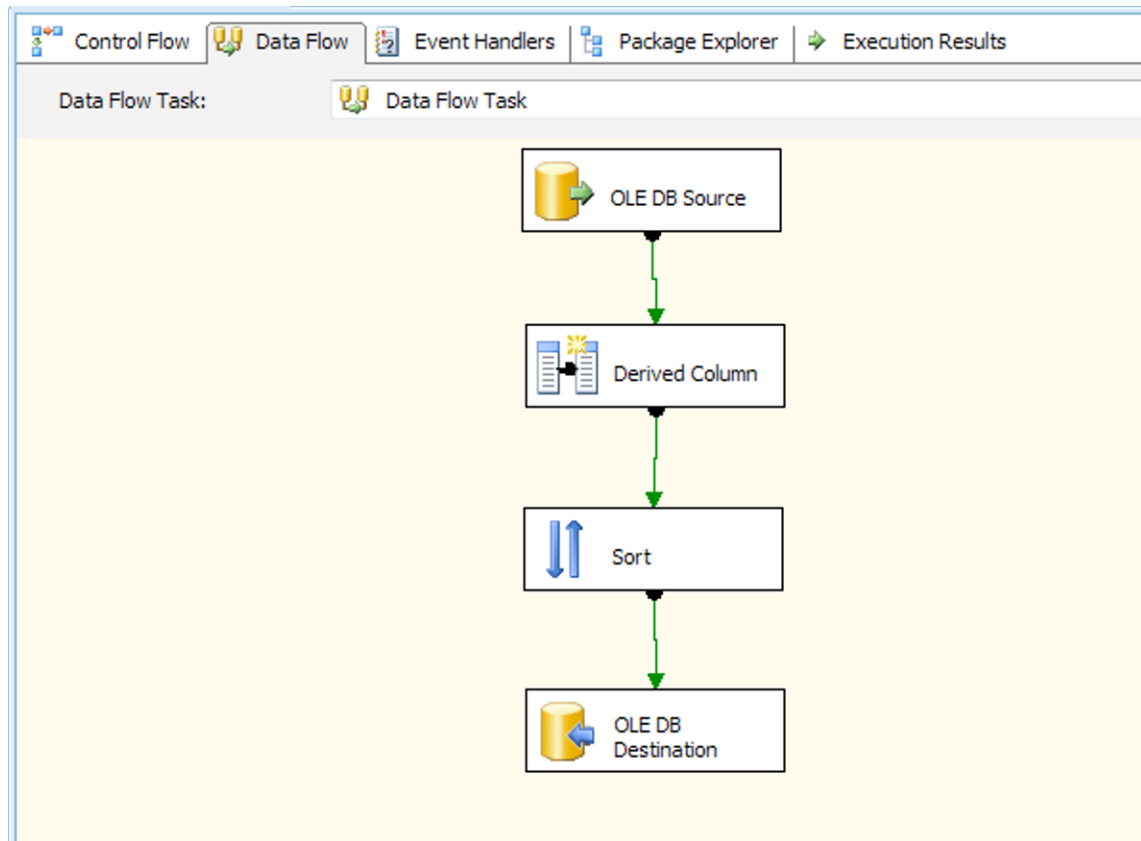 Control Flow Data Flow Event Handlers Package Explorer Execution Results
Data Flow Task: Data Flow Task
OLE DB Source
Derived Column
Sort
OLE DB
Destination